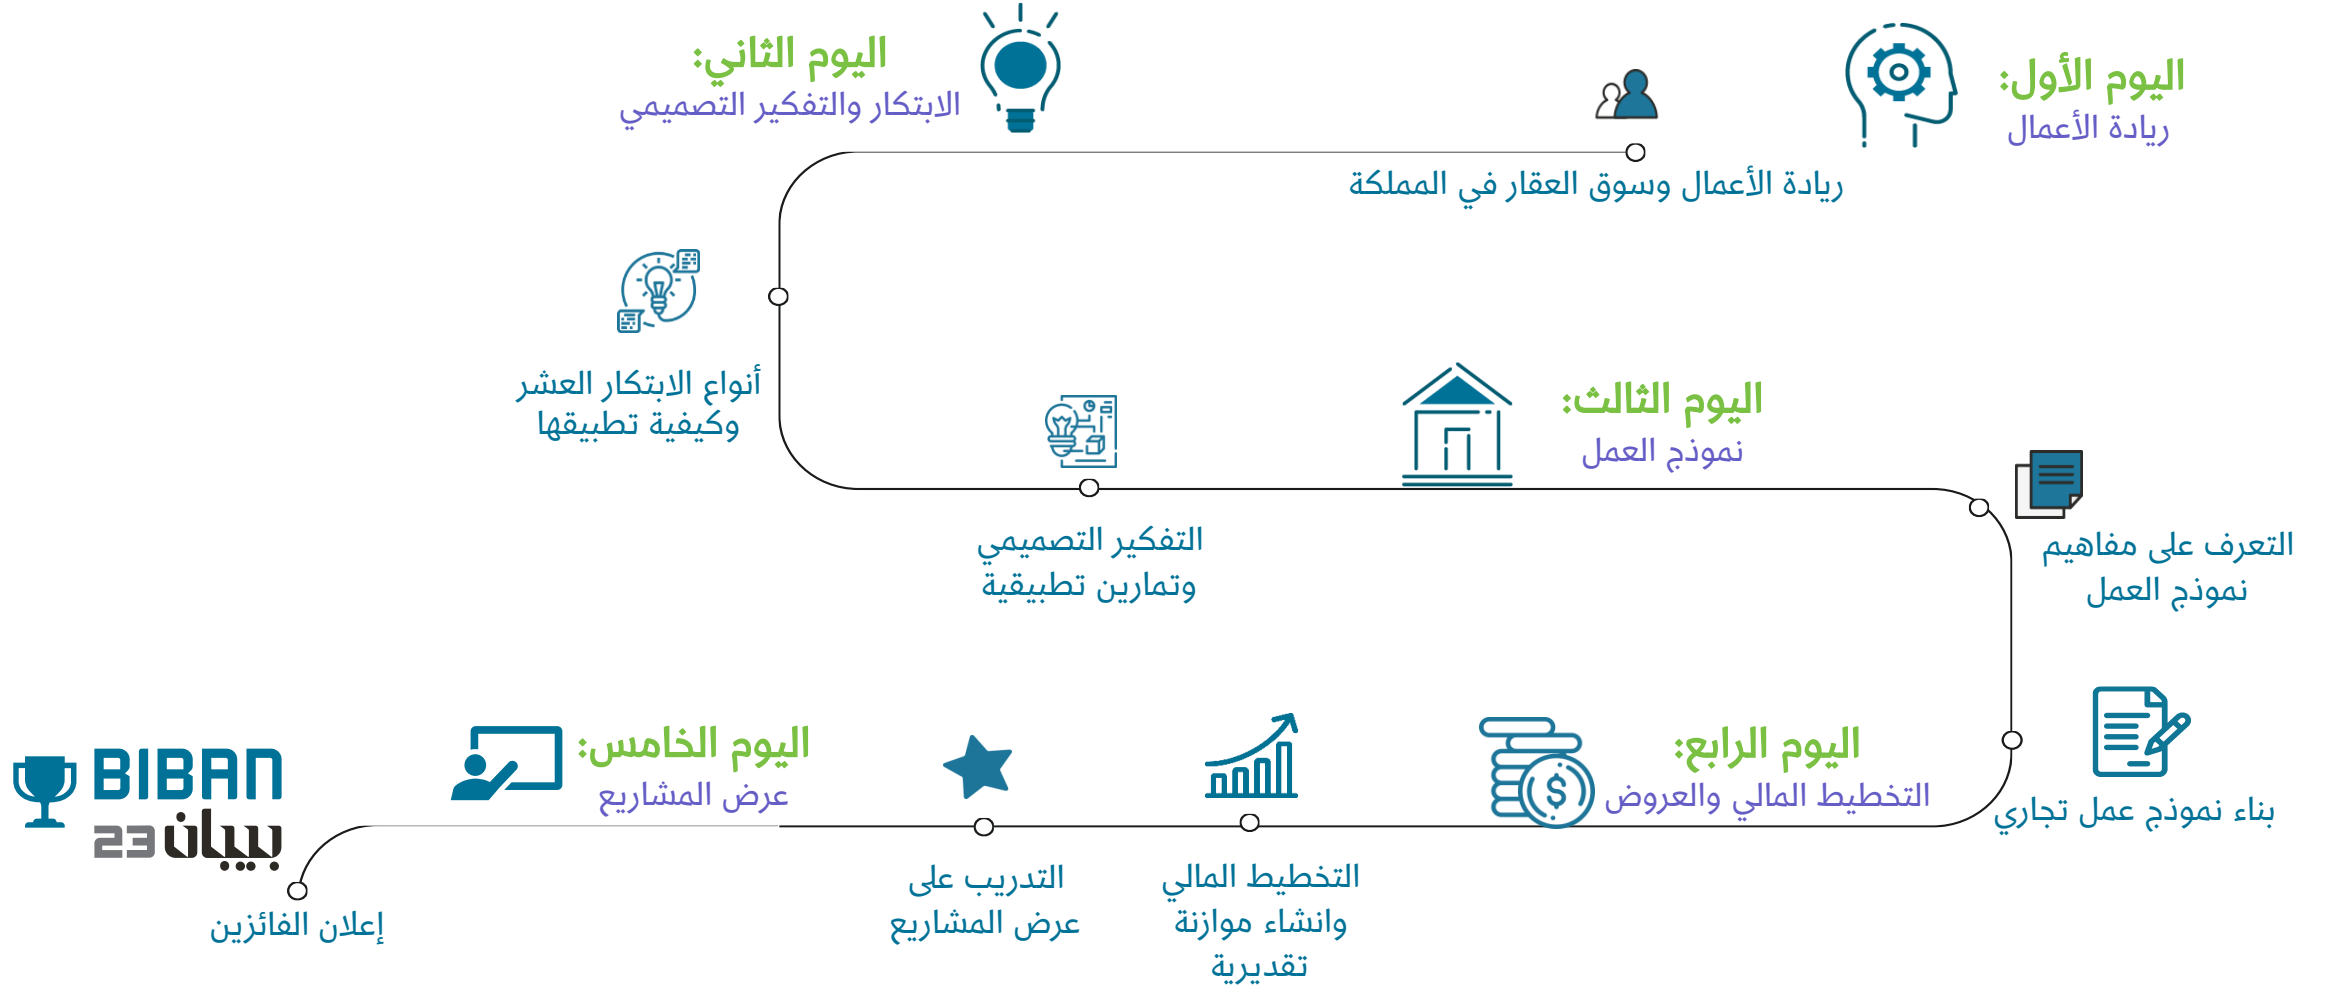 اليوم الأول:
ريادة الأعمال
ريادة الأعمال وسوق العقار في المملكة
اليوم الثاني:
الابتكار والتفكير التصميمي
أنواع الابتكار العشر
وكيفية تطبيقها
التفكير التصميمي
وتمارين تطبيقية
اليوم الثالث:
نموذج العمل
التعرف على مفاهيم
نموذج العمل
بناء نموذج عمل تجاري
اليوم الرابع:
التخطيط المالي والعروض
التخطيط المالي
وانشاء موازنة
تقديرية
التدريب على
عرض المشاريع
اليوم الخامس:
عرض المشاريع
إعلان الفائزين
BIBAN
بيبان 23